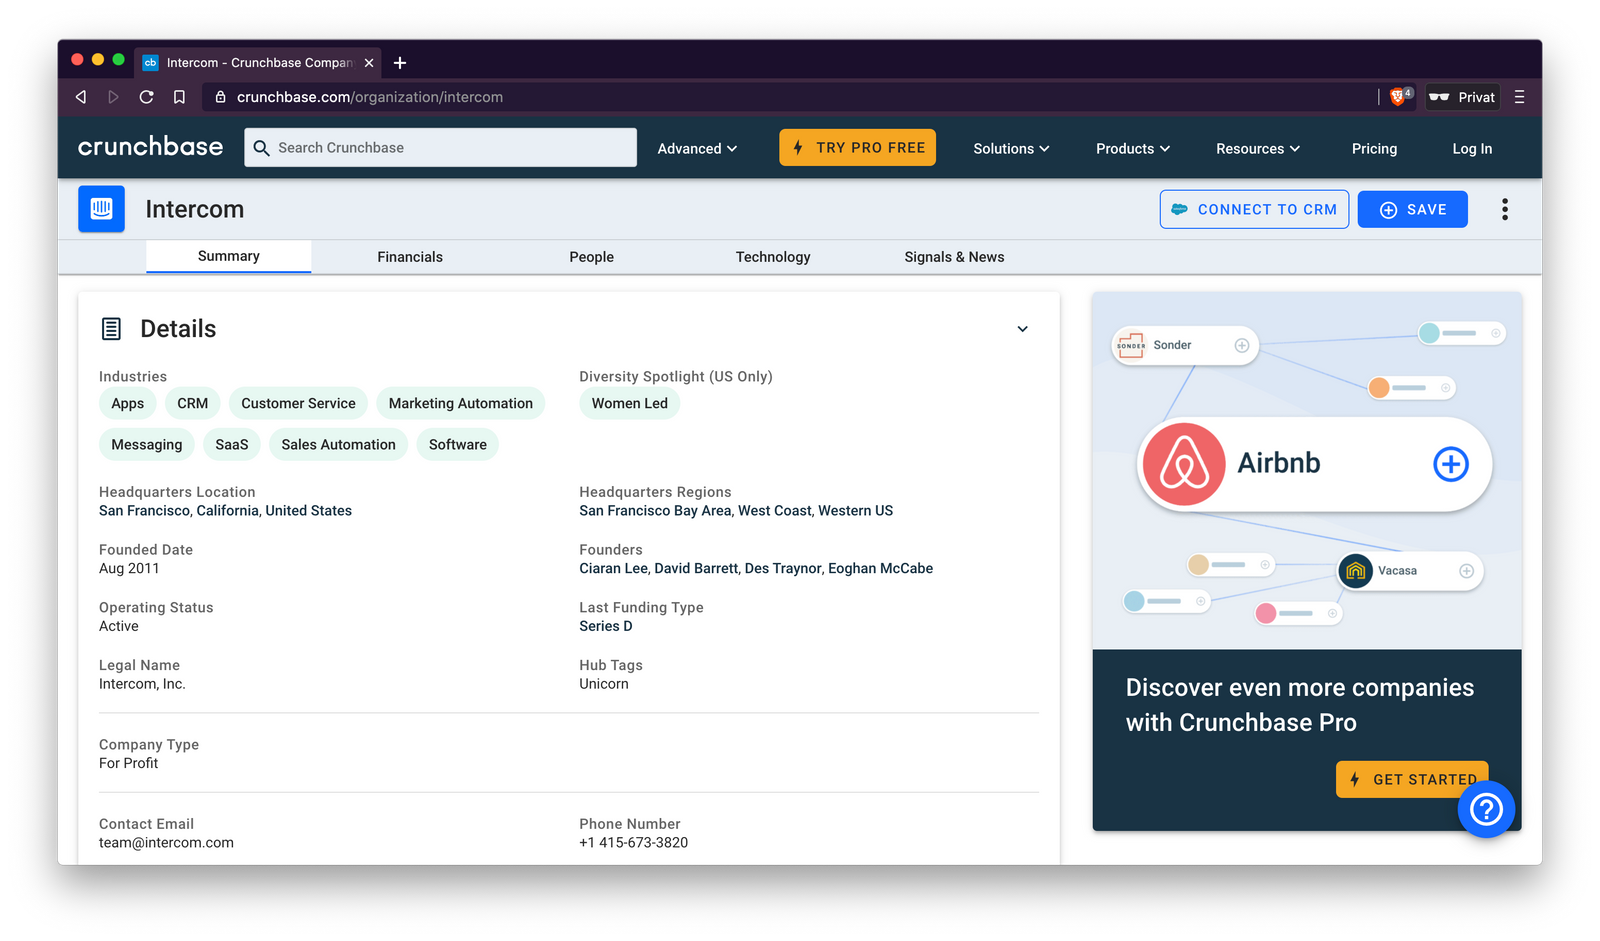 cb Intercom - Crunchbase Compan
crunchbase.com/organization/intercom
4
Privat
crunchbase
Search Crunchbase
Advanced
TRY PRO FREE
Solutions
Products
Resources
Pricing
Log In
Intercom
CONNECT TO CRM
SAVE
Summary
Financials
People
Technology
Signals & News
Details
Industries
Apps
CRM
Customer Service
Marketing Automation
Messaging
SaaS
Sales Automation
Software
Diversity Spotlight (US Only)
Women Led
Headquarters Location
San Francisco, California, United States
Headquarters Regions
San Francisco Bay Area, West Coast, Western US
Founded Date
Aug 2011
Founders
Ciaran Lee, David Barrett, Des Traynor, Eoghan McCabe
Operating Status
Active
Last Funding Type
Series D
Legal Name
Intercom, Inc.
Hub Tags
Unicorn
Company Type
For Profit
Contact Email
team@intercom.com
Phone Number
+1 415-673-3820
SONDER
Sonder
Airbnb
Vacasa
Discover even more companies
with Crunchbase Pro
GET STARTED